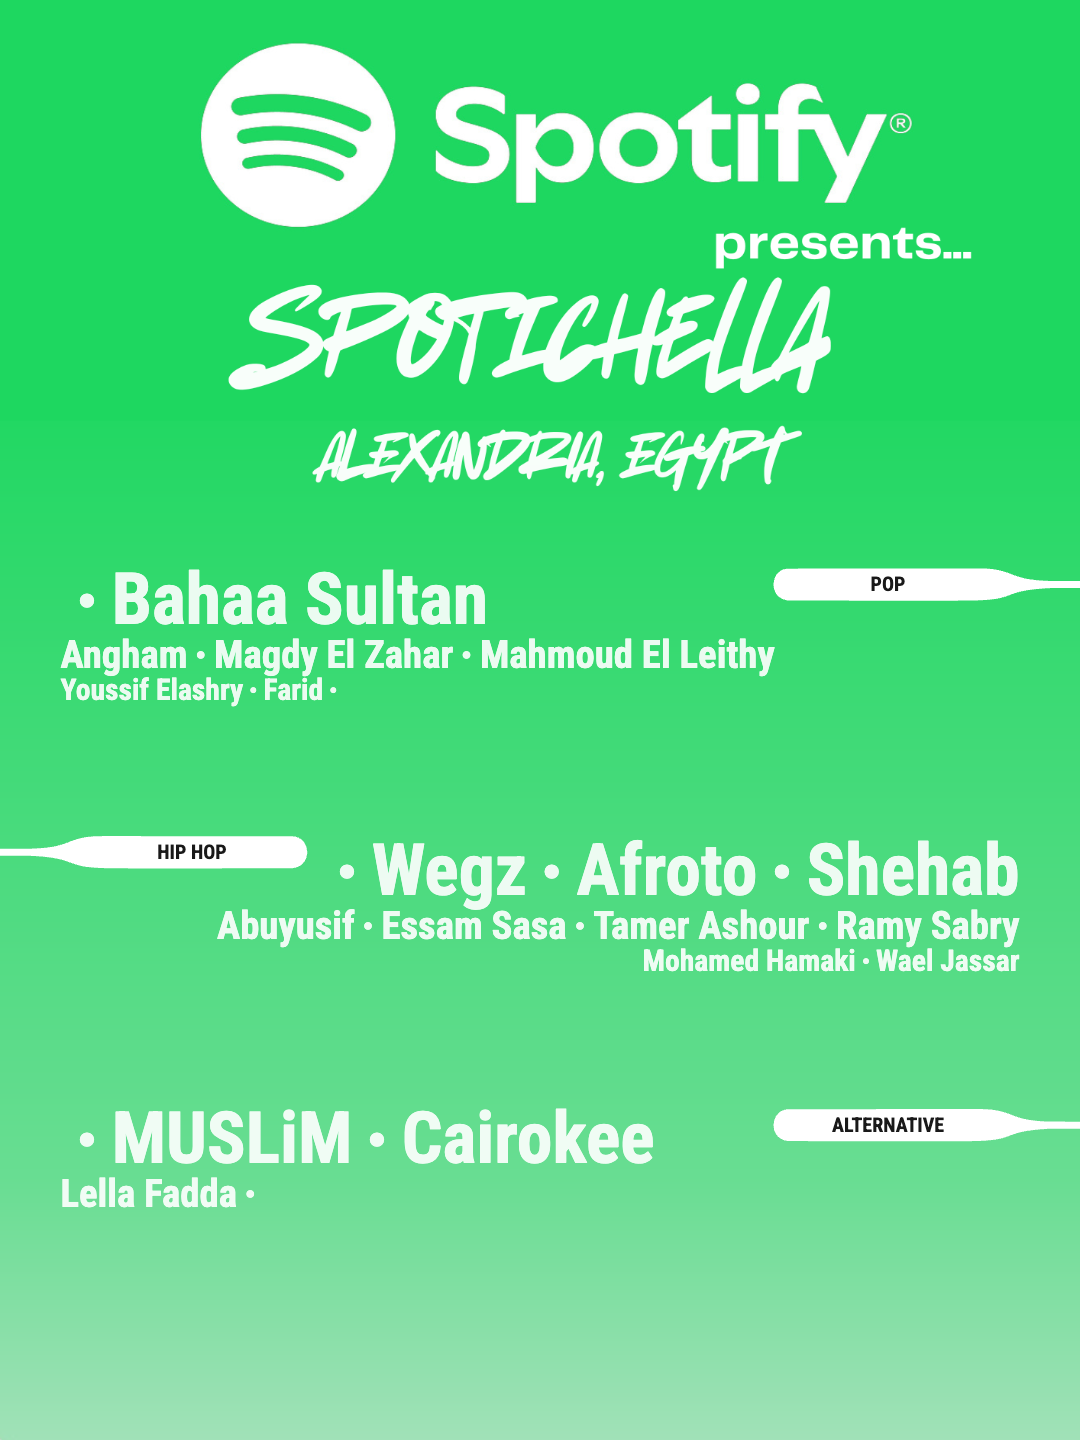 Spotify®
presents...
SPOTICHELLA
ALEXANDRIA, EGYPT
• Bahaa Sultan
POP
Angham • Magdy El Zahar • Mahmoud El Leithy
Youssif Elashry • Farid •
HIP HOP
• Wegz • Afroto • Shehab
Abuyusif • Essam Sasa • Tamer Ashour • Ramy Sabry
Mohamed Hamaki • Wael Jassar
• MUSLiM • Cairokee
ALTERNATIVE
Lella Fadda •